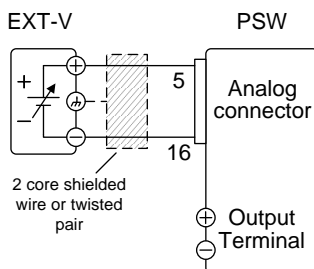 EXT-V
PSW
+
−
+
−
5
16
Analog
connector
2 core shielded
wire or twisted
pair
+
−
Output
Terminal